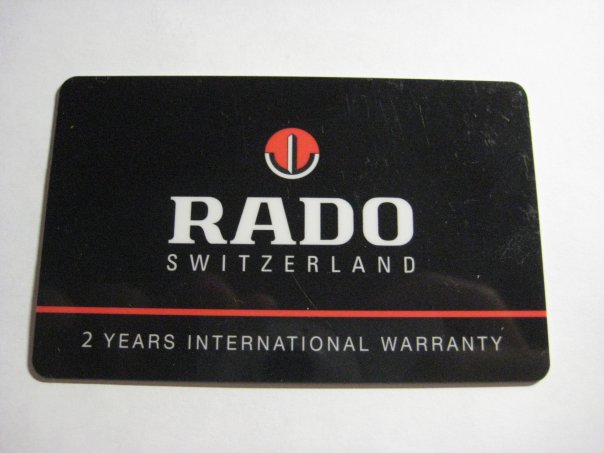 RADO
SWITZERLAND
2 YEARS INTERNATIONAL WARRANTY